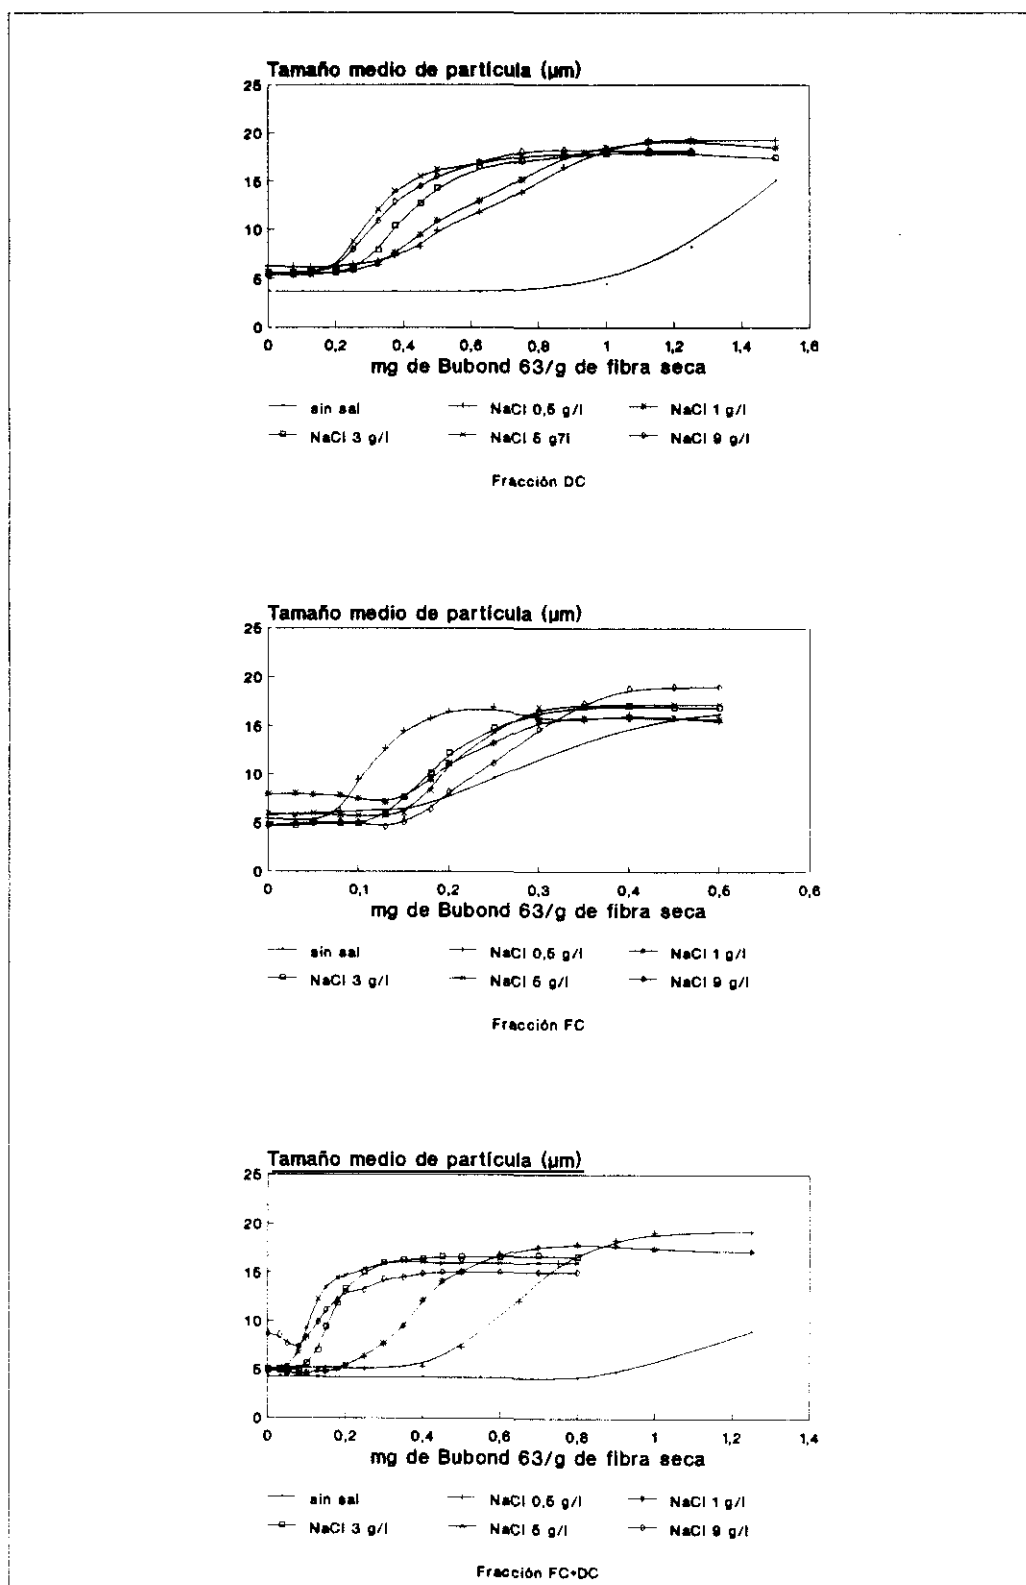 Tamaño medio de partícula (µm)
25
20
15
10
5
0
0 0,2 0,4 0,6 0,8 1 1,2 1,4 1,6
mg de Bubond 63/g de fibra seca
sin sal NaCl 0,5 g/l NaCl 1 g/l
NaCl 3 g/l NaCl 5 g7l NaCl 9 g/l
Fracción DC
Tamaño medio de partícula (µm)
25
20
15
10
5
0
0 0,1 0,2 0,3 0,4 0,5 0,6
mg de Bubond 63/g de fibra seca
sin sal NaCl 0,5 g/l NaCl 1 g/l
NaCl 3 g/l NaCl 5 g/l NaCl 9 g/l
Fracción FC
Tamaño medio de partícula (µm)
25
20
15
10
5
0
0 0,2 0,4 0,6 0,8 1 1,2 1,4
mg de Bubond 63/g de fibra seca
sin sal NaCl 0,5 g/l NaCl 1 g/l
NaCl 3 g/l NaCl 5 g/l NaCl 9 g/l
Fracción FC+DC